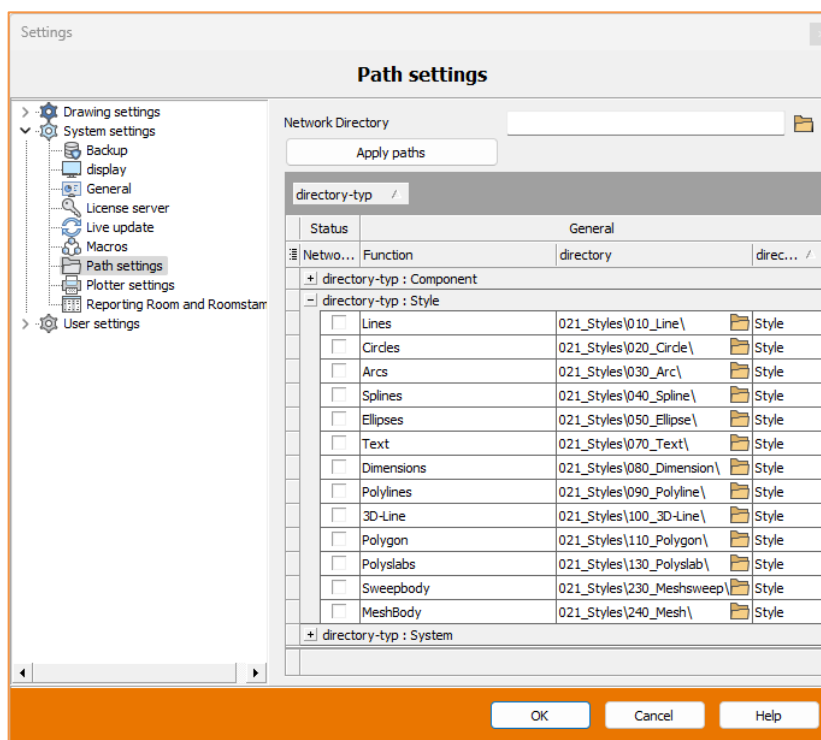 Settings
Path settings
Drawing settings
System settings
Backup
display
General
License server
Live update
Macros
Path settings
Plotter settings
Reporting Room and Roomstam
User settings
Network Directory
Apply paths
directory-typ
Status General
Netwo... Function directory direc...
directory-typ : Component
directory-typ : Style
Lines 021_Styles\010_Line\ Style
Circles 021_Styles\020_Circle\ Style
Arcs 021_Styles\030_Arc\ Style
Splines 021_Styles\040_Spline\ Style
Ellipses 021_Styles\050_Ellipse\ Style
Text 021_Styles\070_Text\ Style
Dimensions 021_Styles\080_Dimension\ Style
Polylines 021_Styles\090_Polyline\ Style
3D-Line 021_Styles\100_3D-Line\ Style
Polygon 021_Styles\110_Polygon\ Style
Polyslabs 021_Styles\130_Polyslab\ Style
Sweepbody 021_Styles\230_Meshsweep\ Style
MeshBody 021_Styles\240_Mesh\ Style
directory-typ : System
OK Cancel Help